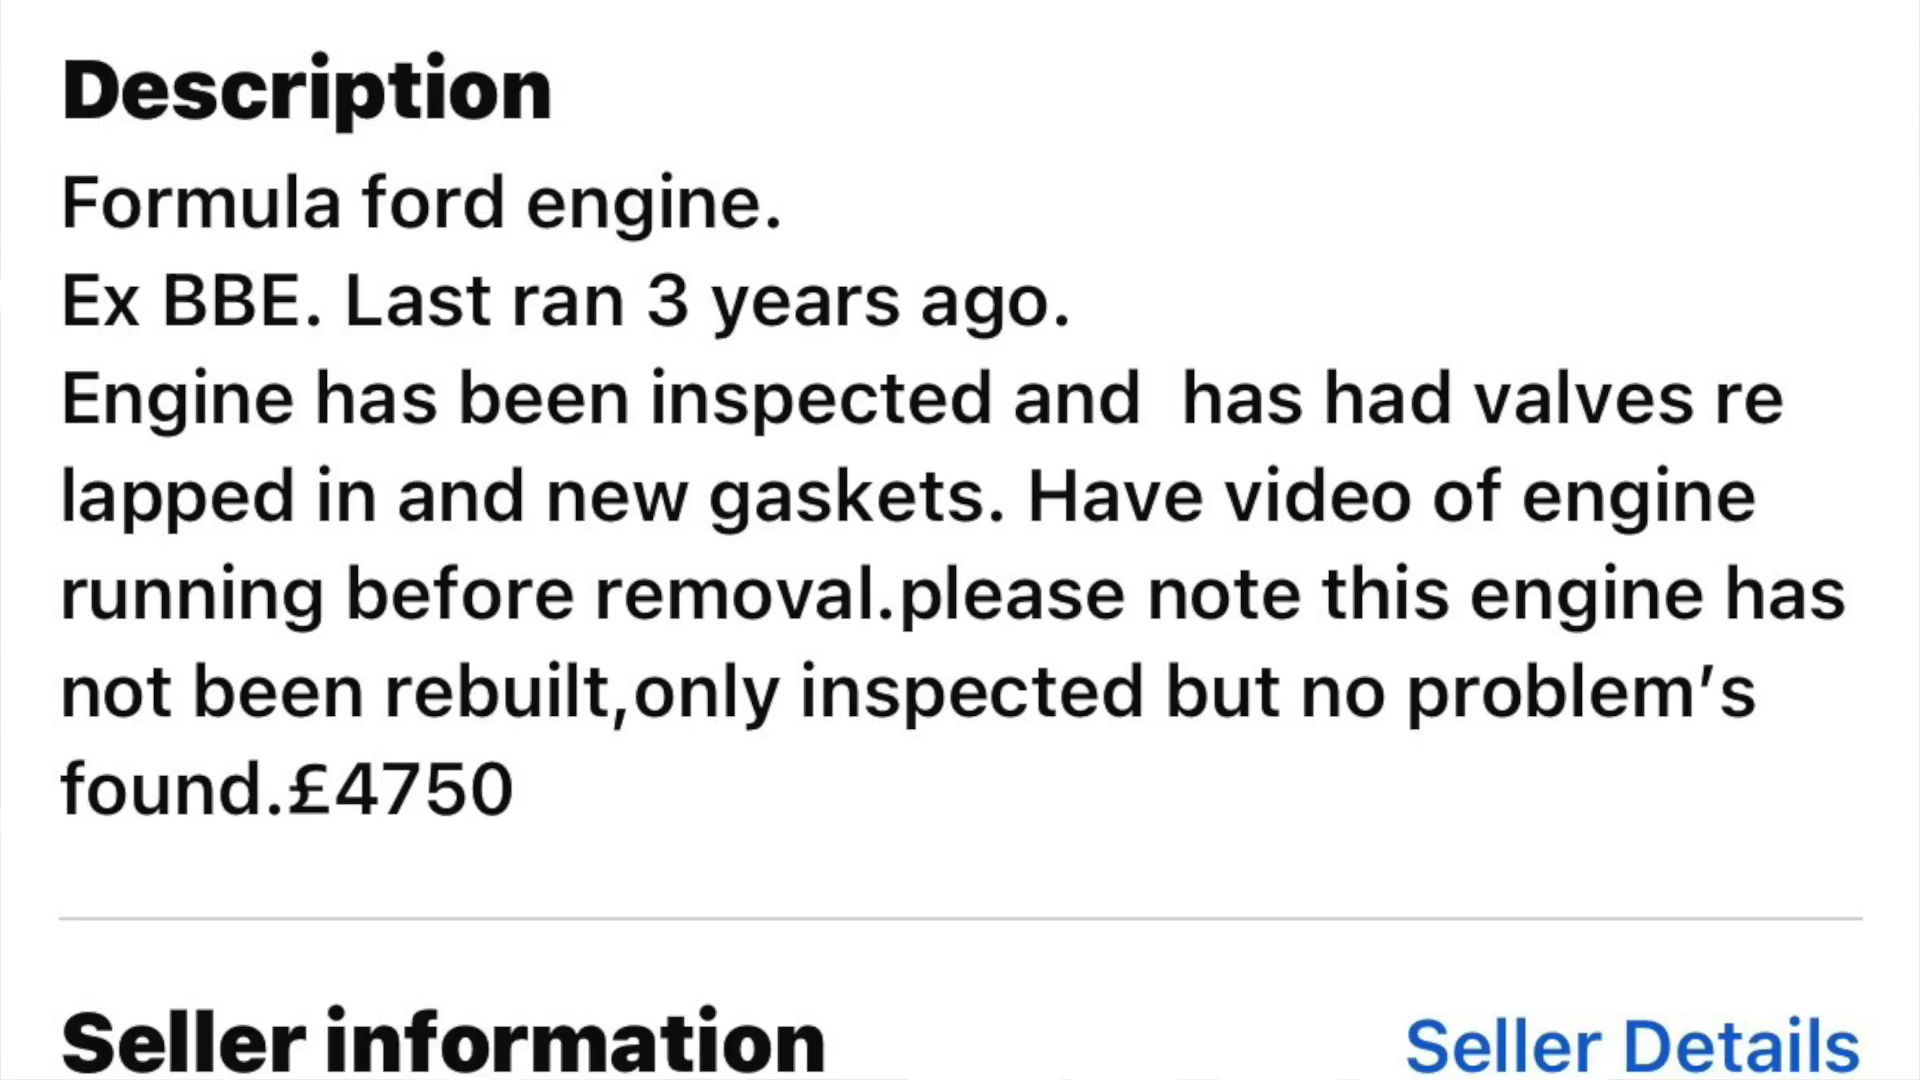 Description
Formula ford engine.
Ex BBE. Last ran 3 years ago.
Engine has been inspected and  has had valves re
lapped in and new gaskets. Have video of engine
running before removal.please note this engine has
not been rebuilt,only inspected but no problem’s
found.£4750
Seller information
Seller Details